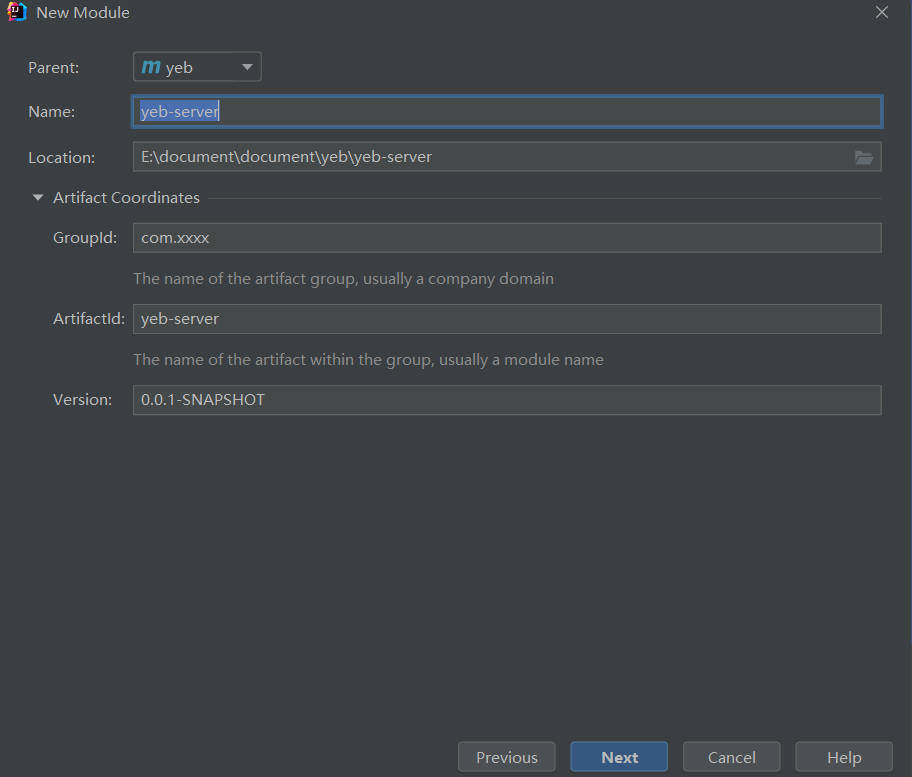 New Module
Parent: m yeb
Name: yeb-server
Location: E:\document\document\yeb\yeb-server
Artifact Coordinates
GroupId: com.xxxx
The name of the artifact group, usually a company domain
ArtifactId: yeb-server
The name of the artifact within the group, usually a module name
Version: 0.0.1-SNAPSHOT
Previous Next Cancel Help